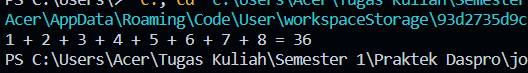 Acer\AppData\Roaming\Code\User\workspaceStorage\93d2735d9c
1 + 2 + 3 + 4 + 5 + 6 + 7 + 8 = 36
PS C:\Users\Acer\Tugas Kuliah\Semester 1\Praktek Daspro\jo